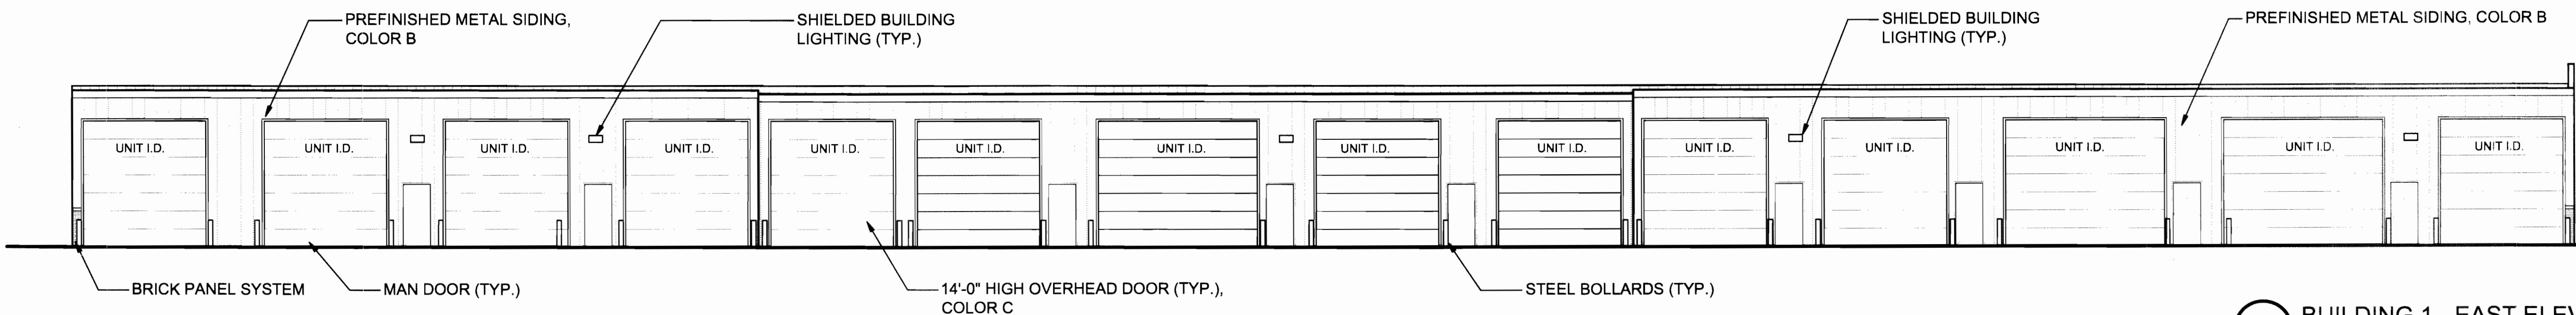 PREFINISHED METAL SIDING,
COLOR B
SHIELDED BUILDING
LIGHTING (TYP.)
SHIELDED BUILDING
LIGHTING (TYP.)
PREFINISHED METAL SIDING, COLOR B
UNIT I.D.
UNIT I.D.
UNIT I.D.
UNIT I.D.
UNIT I.D.
UNIT I.D.
UNIT I.D.
UNIT I.D.
UNIT I.D.
UNIT I.D.
UNIT I.D.
UNIT I.D.
UNIT I.D.
UNIT I.D.
BRICK PANEL SYSTEM
MAN DOOR (TYP.)
14'-0" HIGH OVERHEAD DOOR (TYP.),
COLOR C
STEEL BOLLARDS (TYP.)
BUILDING 1 EAST